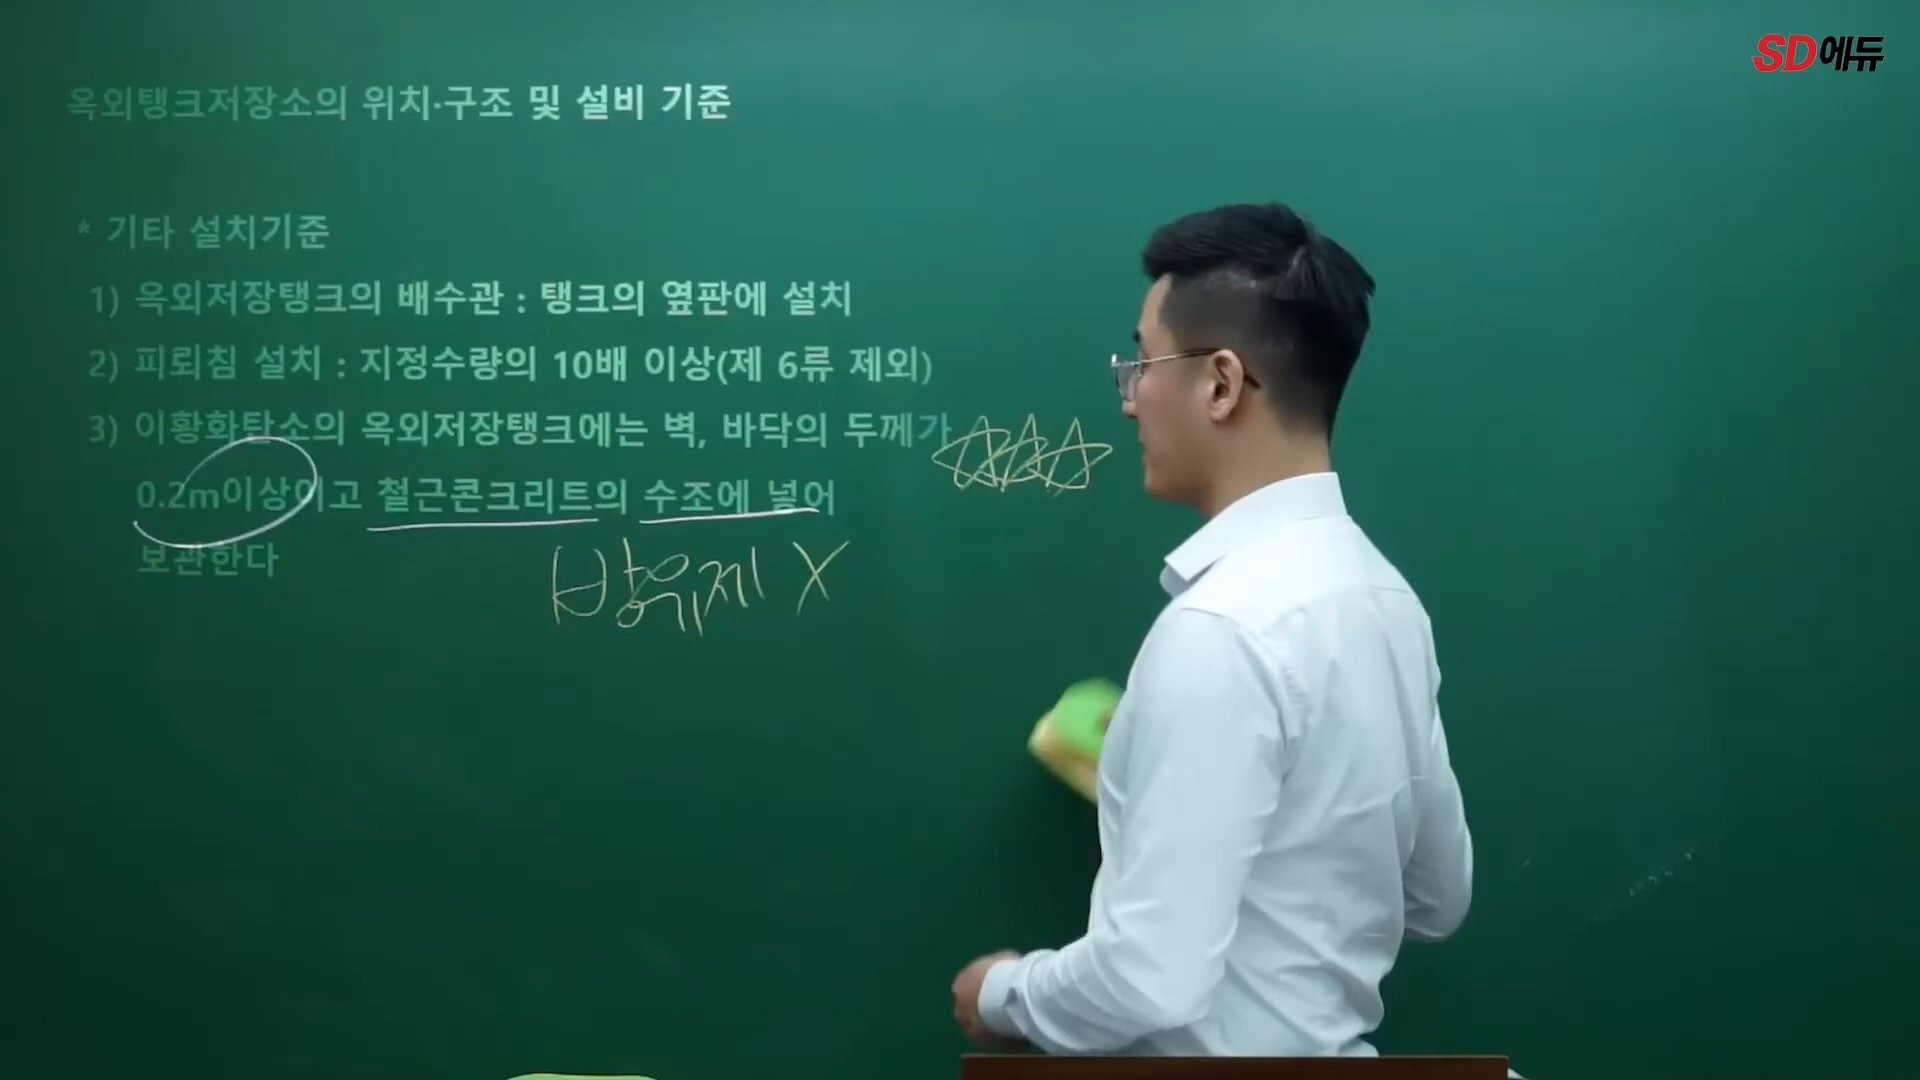 SD에듀
옥외탱크저장소의 위치·구조 및 설비 기준
* 기타 설치기준
1) 옥외저장탱크의 배수관 : 탱크의 옆판에 설치
2) 피뢰침 설치 : 지정수량의 10배 이상(제 6류 제외)
3) 이황화탄소의 옥외저장탱크에는 벽, 바닥의 두께가
0.2m이상이고 철근콘크리트의 수조에 넣어
보관한다
방유제 X